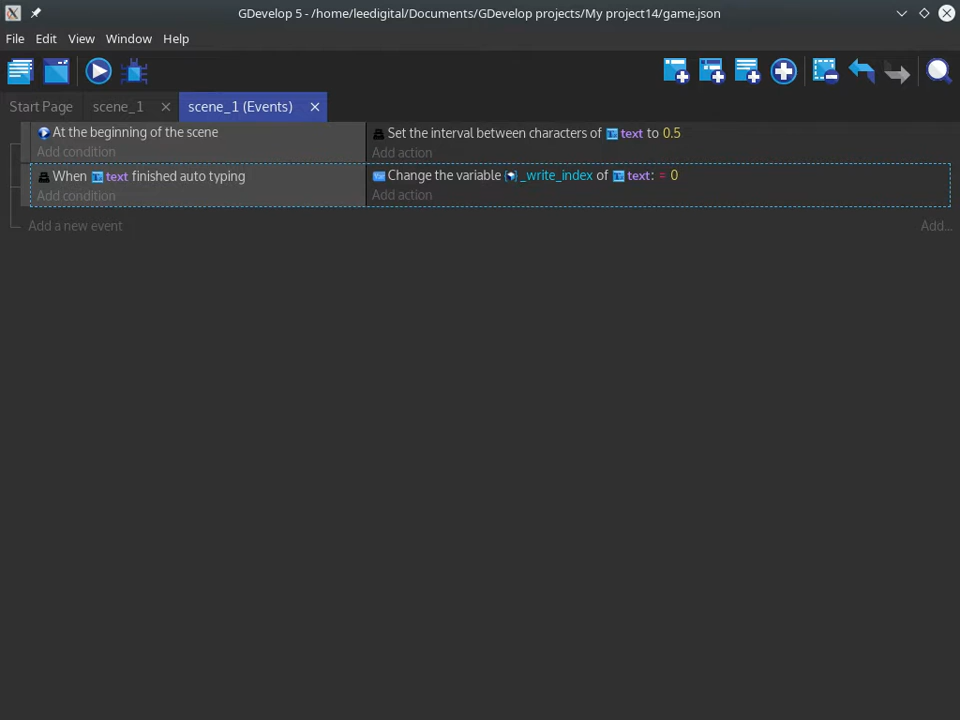 GDevelop 5 - /home/leedigital/Documents/GDevelop projects/My project14/game.json
File Edit View Window Help
Start Page scene_1 scene_1 (Events)
At the beginning of the scene Set the interval between characters of text to 0.5
Add condition Add action
When text finished auto typing Change the variable _write_index of text: = 0
Add condition Add action
Add a new event Add...